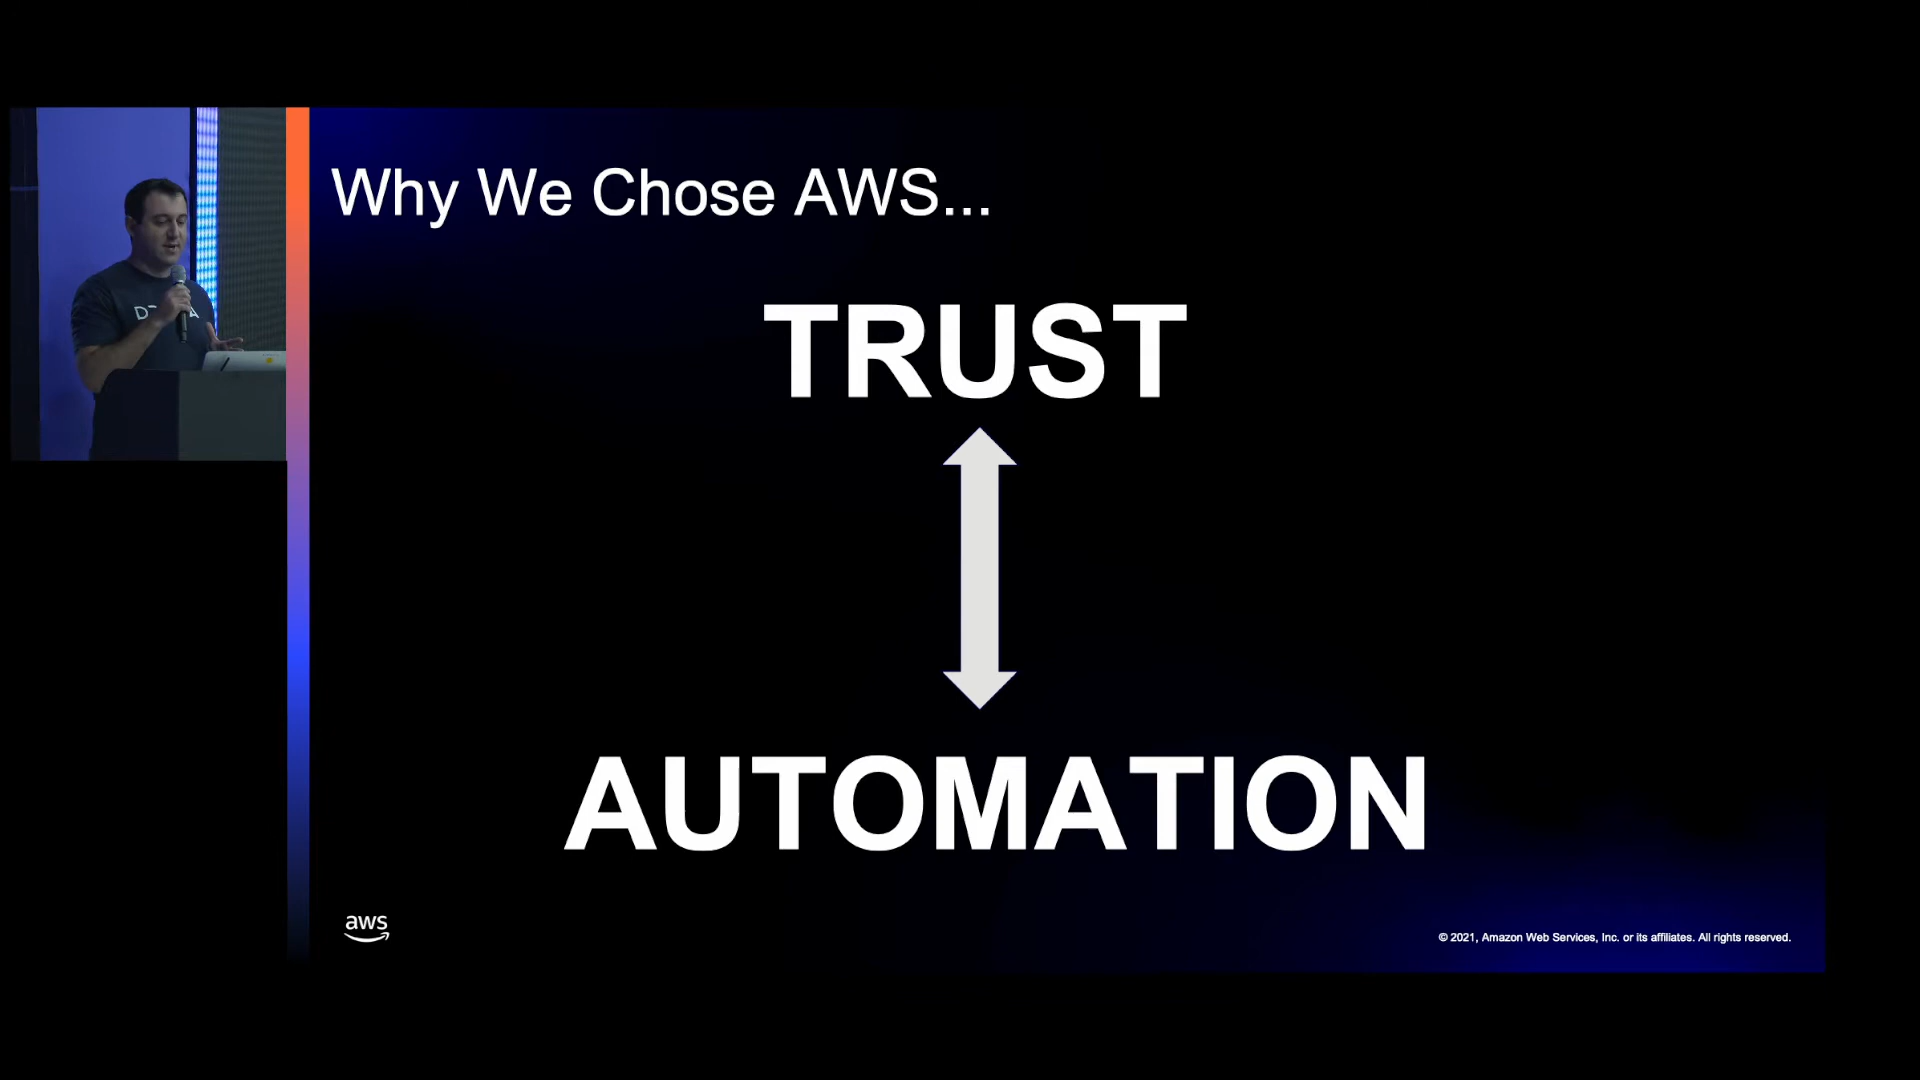 Why We Chose AWS...
TRUST
AUTOMATION
aws
© 2021, Amazon Web Services, Inc. or its affiliates. All rights reserved.